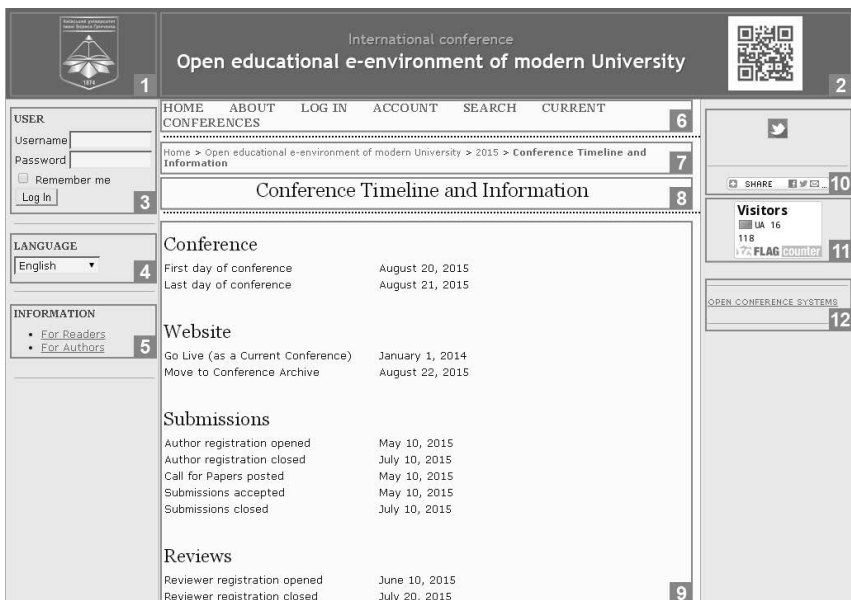 Київський університет
імені Бориса Грінченка
1874
1
International conference
Open educational e-environment of modern University
2
USER
Username
Password
Remember me
Log In
3
LANGUAGE
English
4
INFORMATION
• For Readers
• For Authors
5
HOME ABOUT LOG IN ACCOUNT SEARCH CURRENT
CONFERENCES
6
Home > Open educational e-environment of modern University > 2015 > Conference Timeline and
Information
7
Conference Timeline and Information
8
Conference
First day of conference August 20, 2015
Last day of conference August 21, 2015
Website
Go Live (as a Current Conference) January 1, 2014
Move to Conference Archive August 22, 2015
Submissions
Author registration opened May 10, 2015
Author registration closed July 10, 2015
Call for Papers posted May 10, 2015
Submissions accepted May 10, 2015
Submissions closed July 10, 2015
Reviews
Reviewer registration opened June 10, 2015
Reviewer registration closed July 20, 2015
9
SHARE ...
10
Visitors
UA 16
118
FLAG counter
11
OPEN CONFERENCE SYSTEMS
12